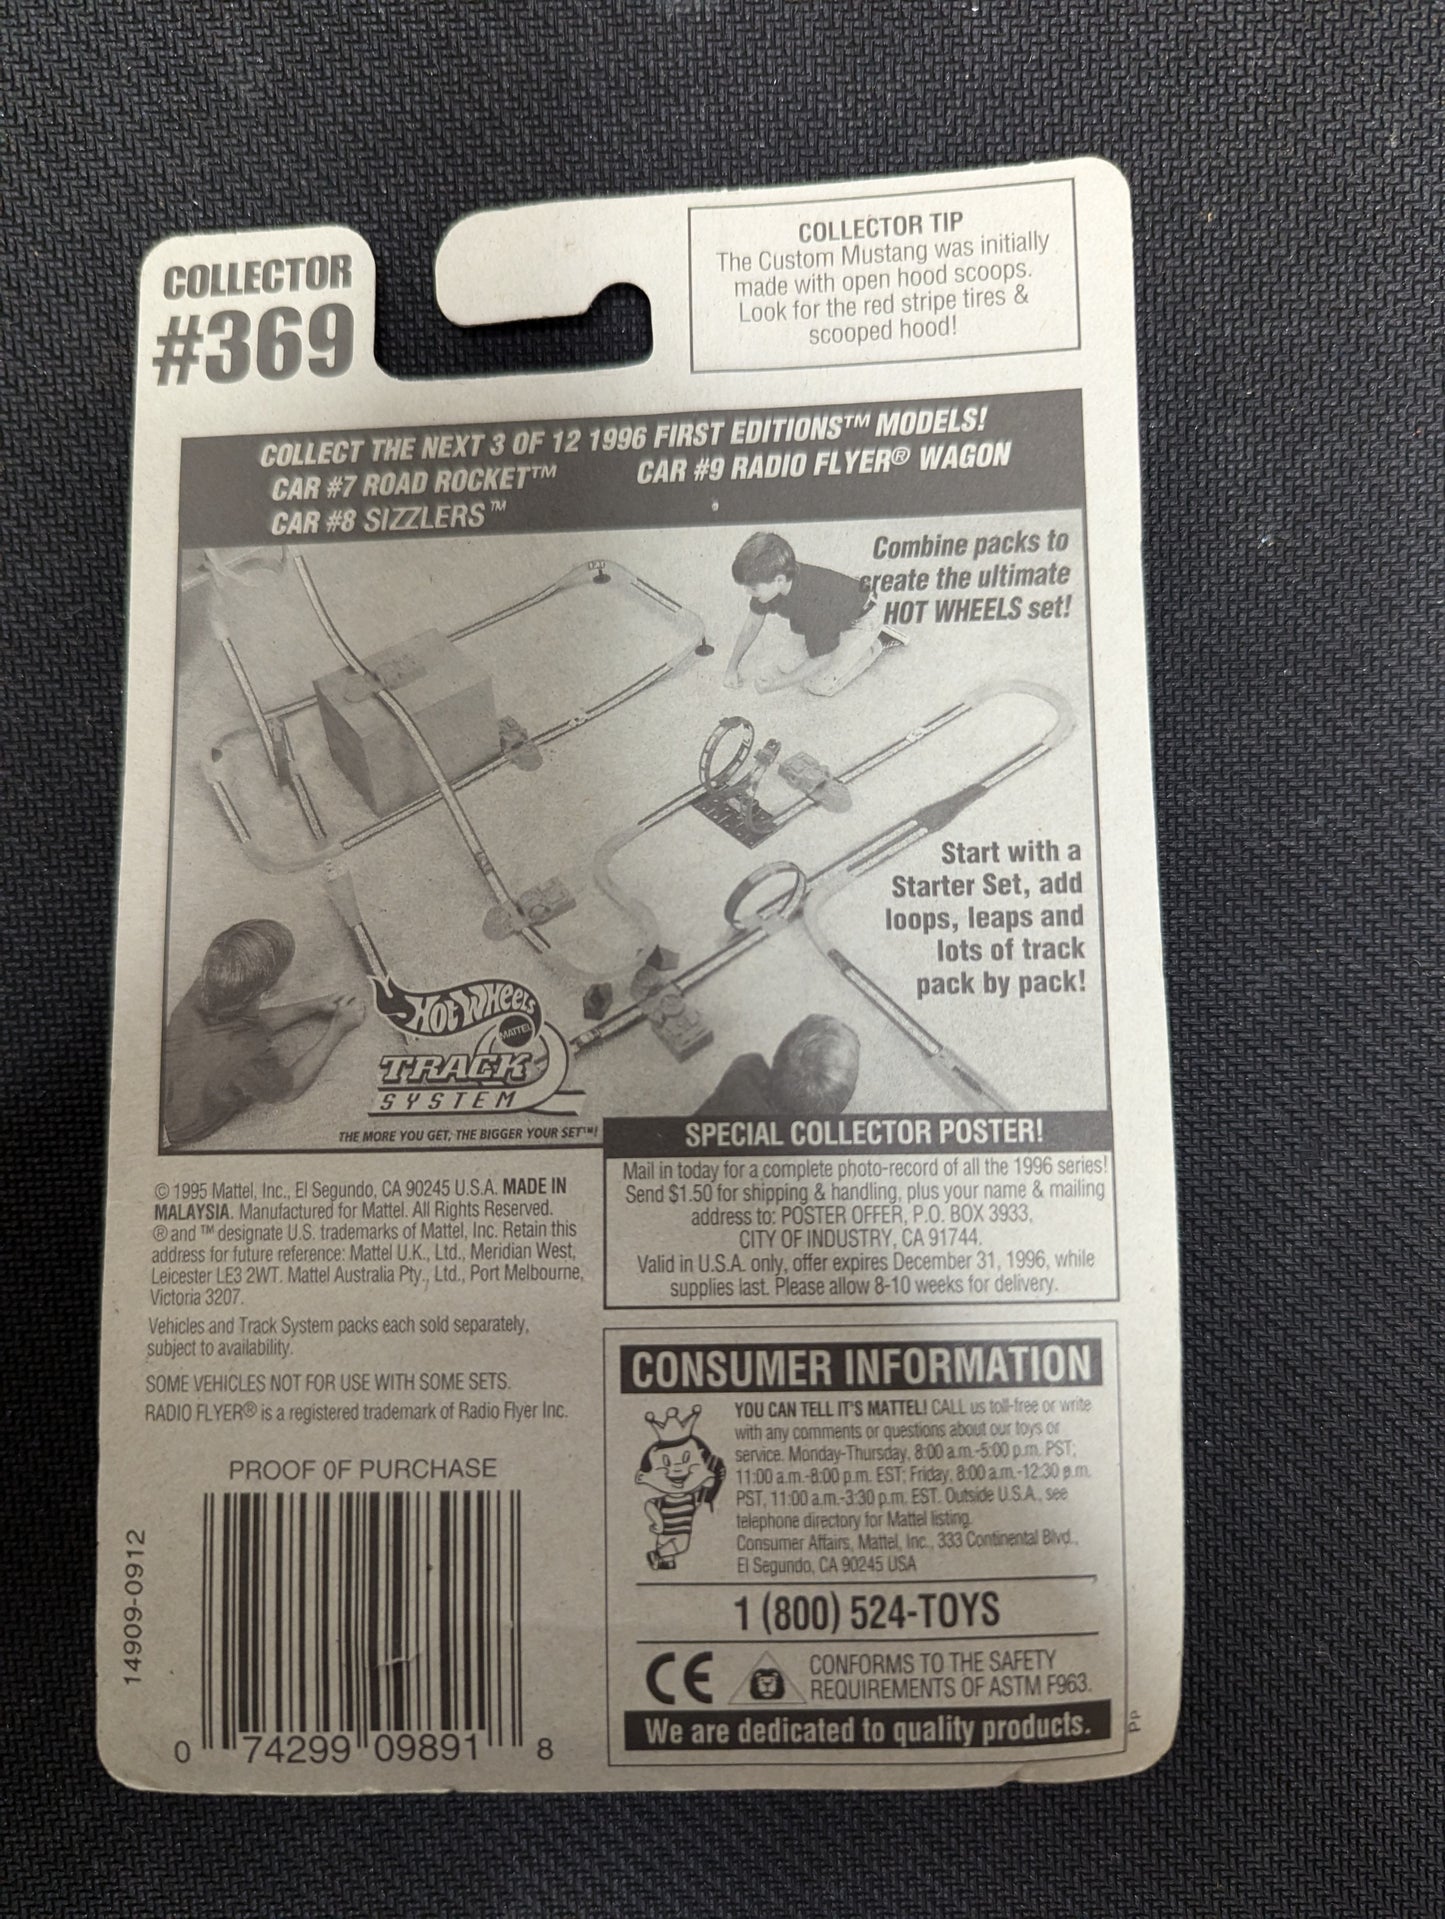 COLLECTOR
#369
COLLECTOR TIP
The Custom Mustang was initially
made with open hood scoops.
Look for the red stripe tires &
scooped hood!
COLLECT THE NEXT 3 OF 12 1996 FIRST EDITIONS™ MODELS!
CAR #7 ROAD ROCKET™
CAR #9 RADIO FLYER® WAGON
CAR #8 SIZZLERS™
Combine packs to
create the ultimate
HOT WHEELS set!
Start with a
Starter Set, add
loops, leaps and
lots of track
pack by pack!
HOT WHEELS
MATTEL
TRACK
SYSTEM
THE MORE YOU GET, THE BIGGER YOUR SET™!
SPECIAL COLLECTOR POSTER!
Mail in today for a complete photo-record of all the 1996 series!
Send $1.50 for shipping & handling, plus your name & mailing
address to: POSTER OFFER, P.O. BOX 3933,
CITY OF INDUSTRY, CA 91744.
Valid in U.S.A. only, offer expires December 31, 1996, while
supplies last. Please allow 8-10 weeks for delivery.
© 1995 Mattel, Inc., El Segundo, CA 90245 U.S.A. MADE IN
MALAYSIA. Manufactured for Mattel. All Rights Reserved.
® and ™ designate U.S. trademarks of Mattel, Inc. Retain this
address for future reference: Mattel U.K., Ltd., Meridian West,
Leicester LE3 2WT. Mattel Australia Pty., Ltd., Port Melbourne,
Victoria 3207.
Vehicles and Track System packs each sold separately,
subject to availability.
SOME VEHICLES NOT FOR USE WITH SOME SETS.
RADIO FLYER® is a registered trademark of Radio Flyer Inc.
PROOF OF PURCHASE
14909-0912
0 74299 09891 8
CONSUMER INFORMATION
YOU CAN TELL IT'S MATTEL! CALL us toll-free or write
with any comments or questions about our toys or
service. Monday-Thursday, 8:00 a.m.-5:00 p.m. PST;
11:00 a.m.-8:00 p.m. EST; Friday, 8:00 a.m.-12:30 p.m.
PST, 11:00 a.m.-3:30 p.m. EST. Outside U.S.A., see
telephone directory for Mattel listing.
Consumer Affairs, Mattel, Inc., 333 Continental Blvd.,
El Segundo, CA 90245 USA
1 (800) 524-TOYS
CE
CONFORMS TO THE SAFETY
REQUIREMENTS OF ASTM F963.
We are dedicated to quality products.
PP